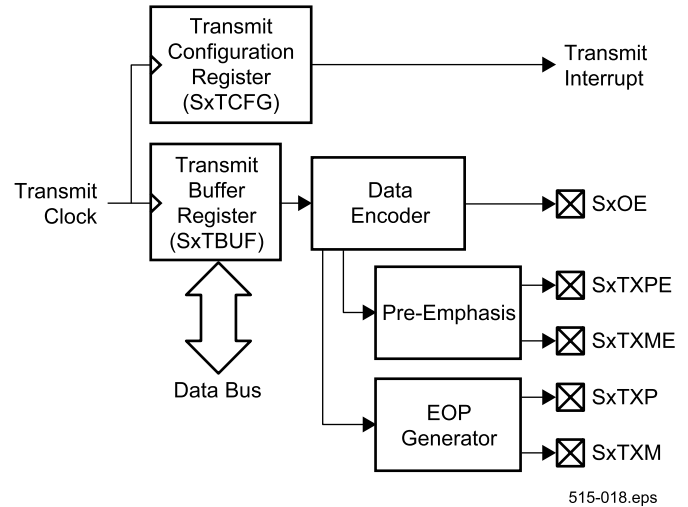 Transmit
Configuration
Register
(SxTCFG)
Transmit
Interrupt
Transmit
Clock
Transmit
Buffer
Register
(SxTBUF)
Data
Encoder
SxOE
Pre-Emphasis
SxTXPE
SxTXME
Data Bus
EOP
Generator
SxTXP
SxTXM
515-018.eps